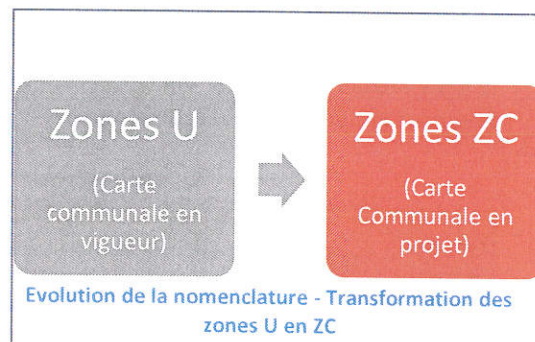 Zones U
(Carte
communale en
vigueur)
Zones ZC
(Carte
Communale en
projet)
Evolution de la nomenclature - Transformation des
zones U en ZC